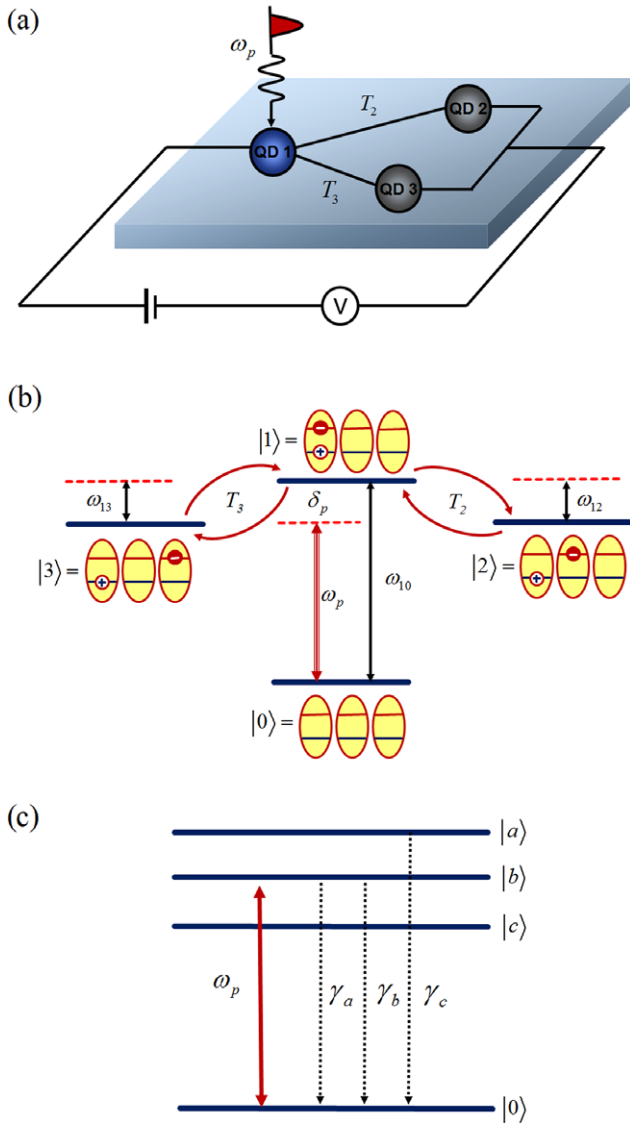 (a)
ω_p
T_2
QD 2
QD 1
T_3
QD 3
V
(b)
|1⟩=
− +
ω_13
T_3
δ_p
T_2
ω_12
|3⟩=
+ −
ω_p
ω_10
|2⟩=
+ −
|0⟩=
(c)
|a⟩
|b⟩
|c⟩
ω_p
γ_a
γ_b
γ_c
|0⟩